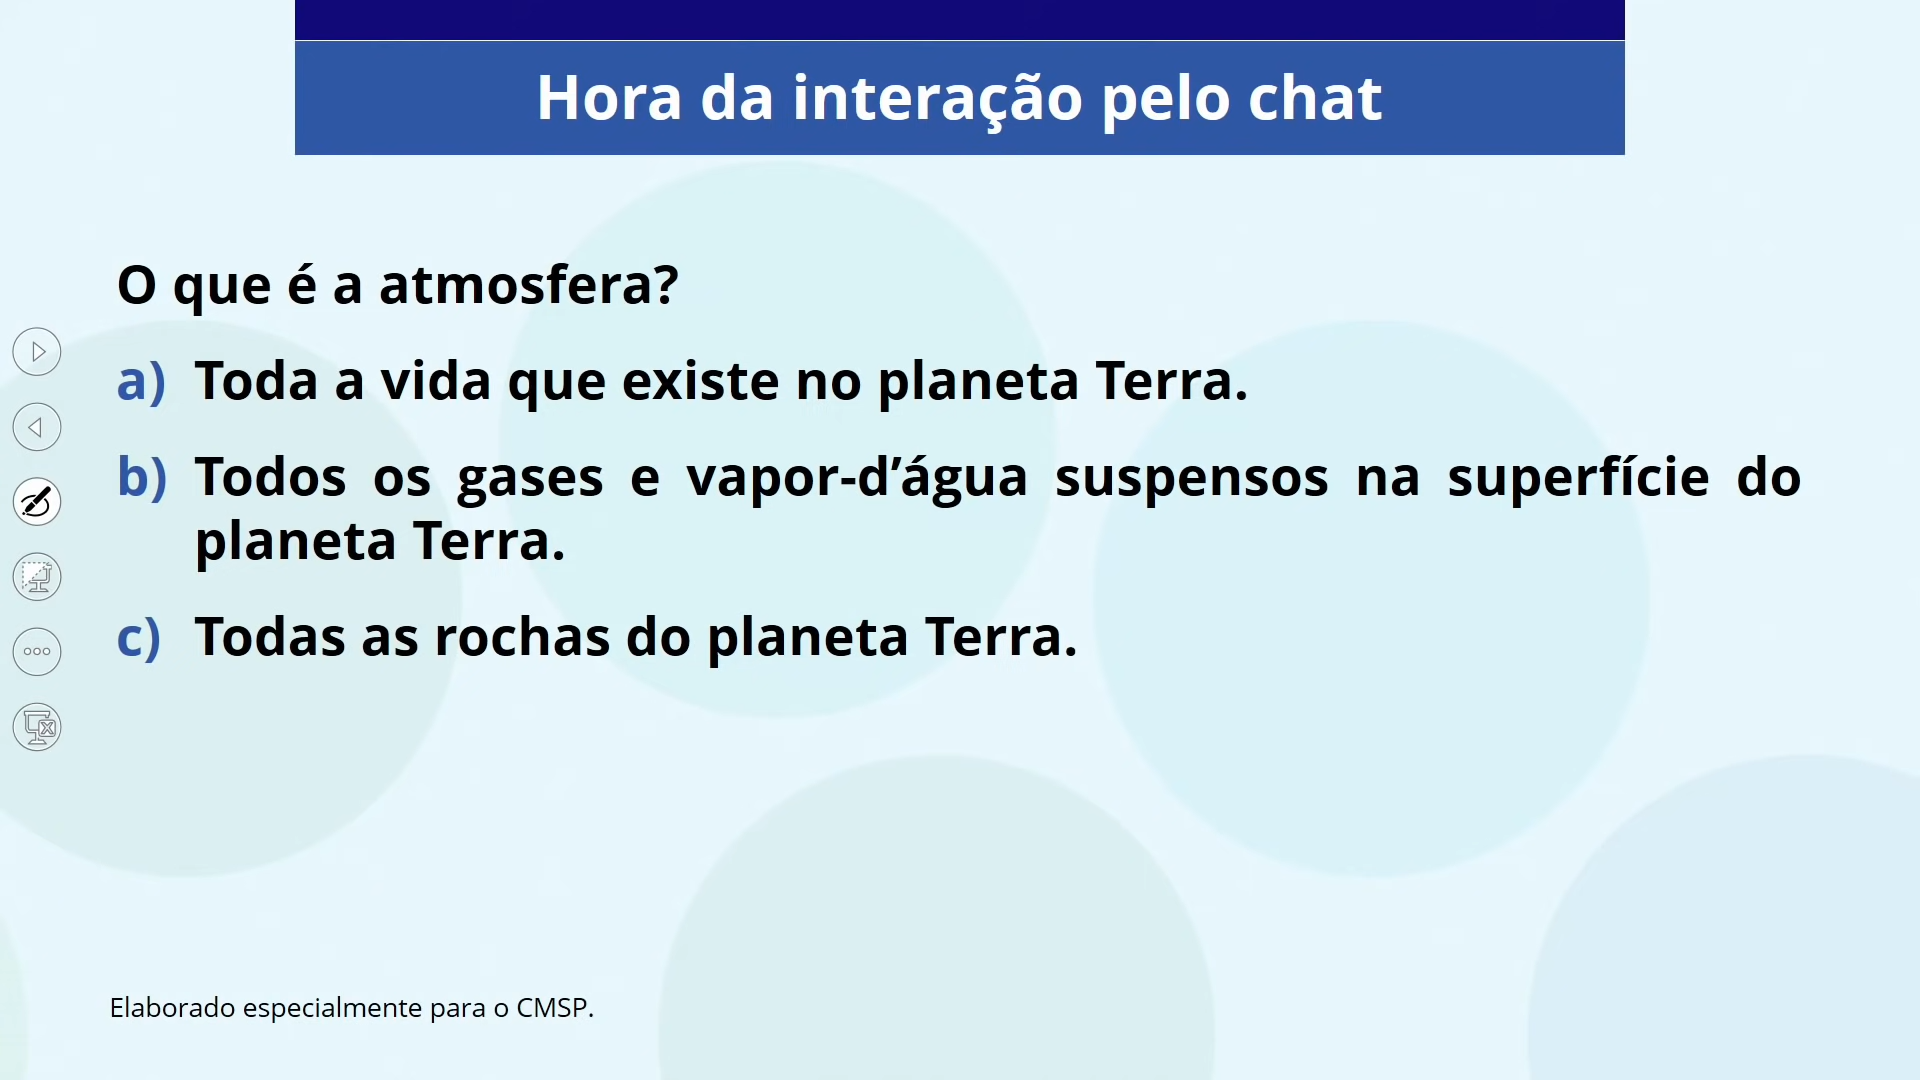 Hora da interação pelo chat
O que é a atmosfera?
a) Toda a vida que existe no planeta Terra.
b) Todos os gases e vapor-d’água suspensos na superfície do
planeta Terra.
c) Todas as rochas do planeta Terra.
Elaborado especialmente para o CMSP.